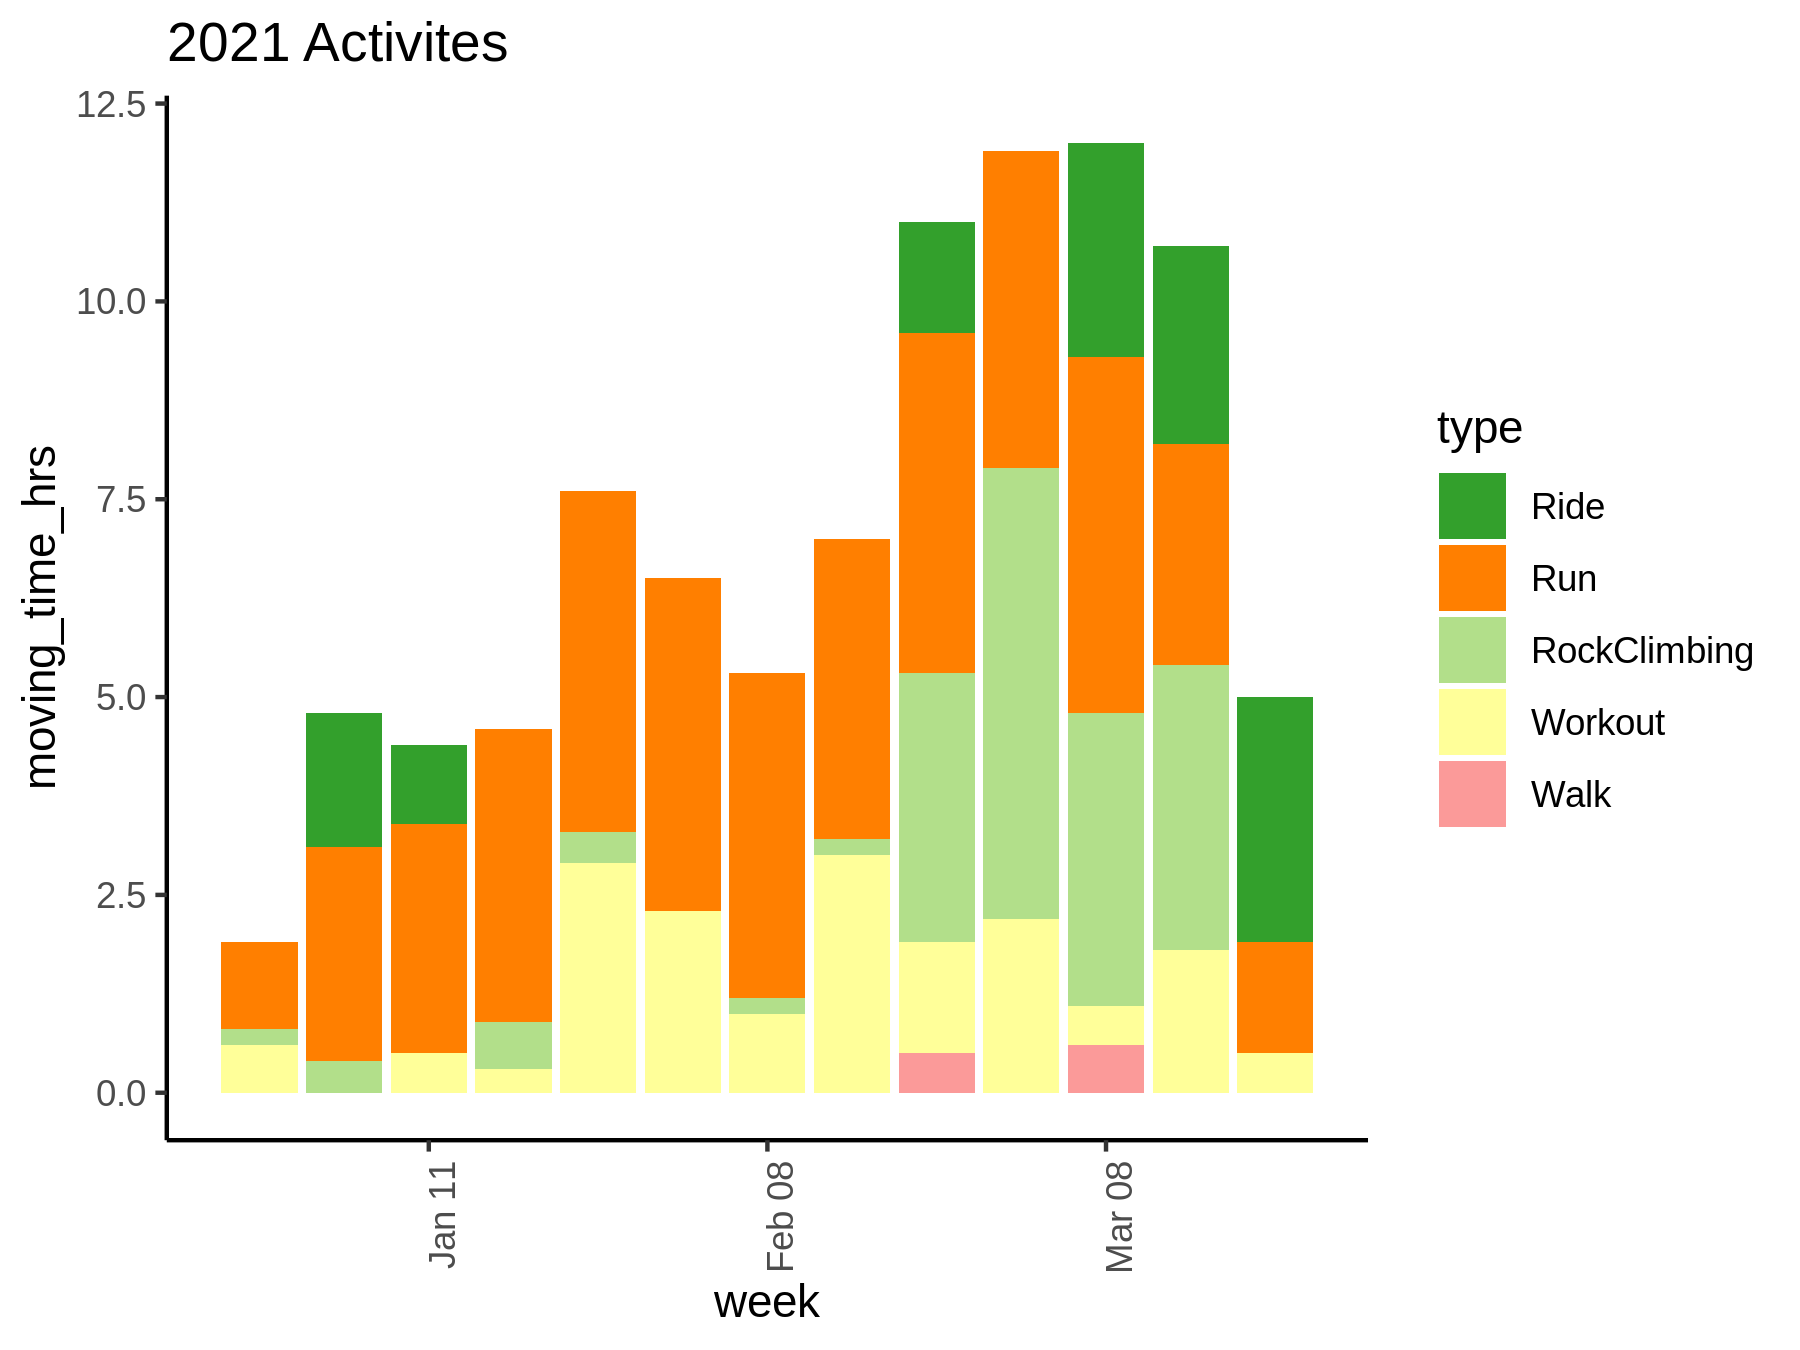 2021 Activites
12.5
10.0
7.5
5.0
2.5
0.0
moving_time_hrs
Jan 11
Feb 08
Mar 08
week
type
Ride
Run
RockClimbing
Workout
Walk